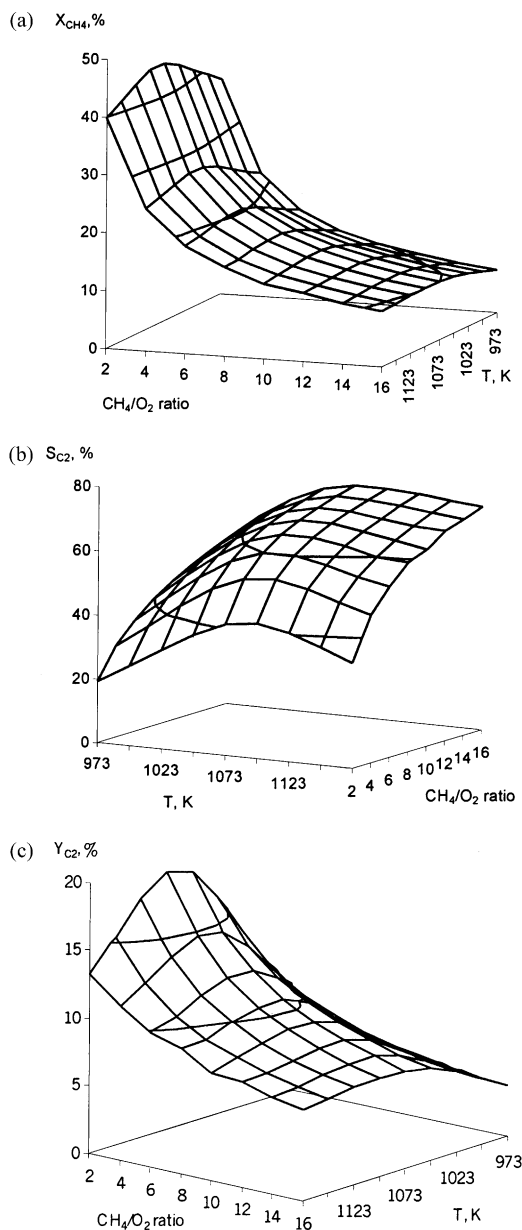 (a) X_CH4,%
50
40
30
20
10
0
2 4 6 8 10 12 14 16
CH₄/O₂ ratio
1123 1073 1023 973
T, K
(b) S_C2, %
80
60
40
20
0
973 1023 1073 1123
T, K
2 4 6 8 10 12 14 16
CH₄/O₂ ratio
(c) Y_C2, %
20
15
10
5
0
2 4 6 8 10 12 14 16
CH₄/O₂ ratio
1123 1073 1023 973
T, K